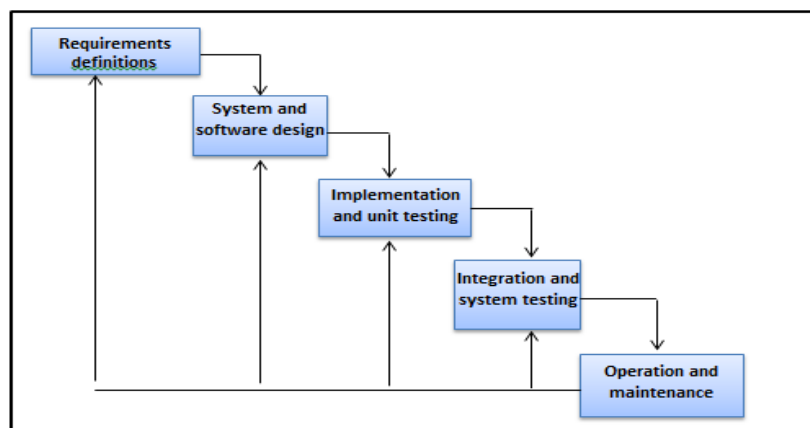 Requirements
definitions
System and
software design
Implementation
and unit testing
Integration and
system testing
Operation and
maintenance